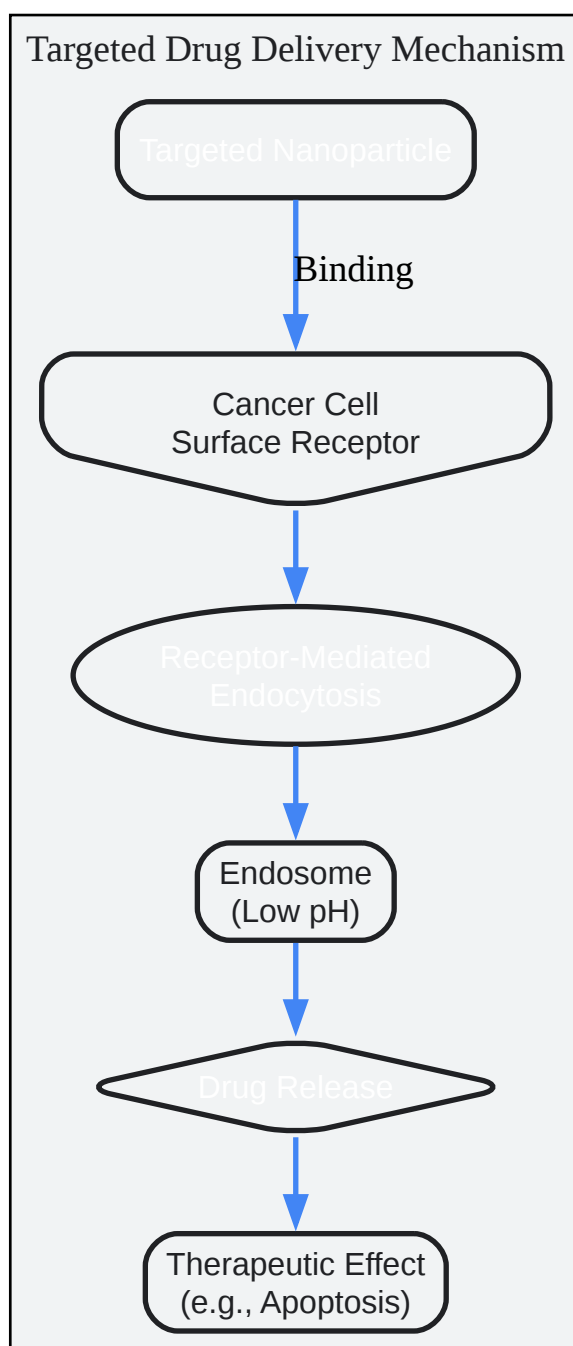 Targeted Drug Delivery Mechanism
Targeted Nanoparticle
Binding
Cancer Cell
Surface Receptor
Receptor-Mediated
Endocytosis
Endosome
(Low pH)
Drug Release
Therapeutic Effect
(e.g., Apoptosis)